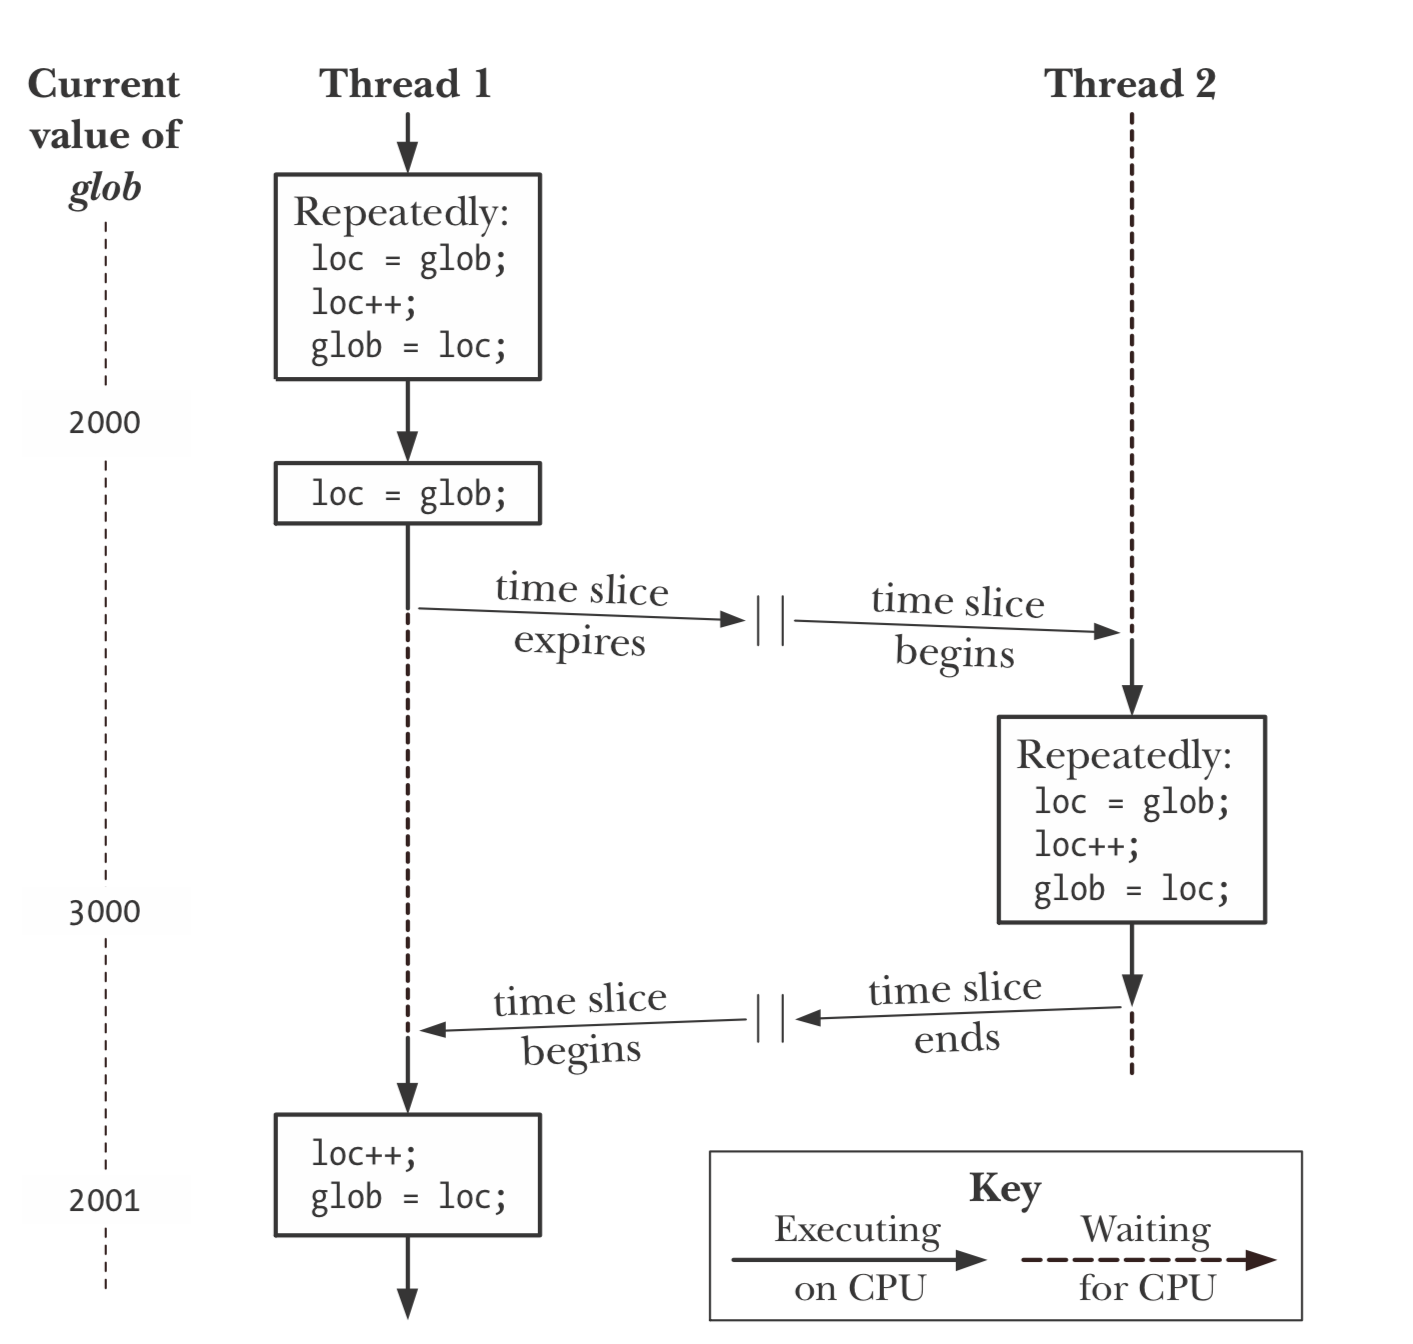 Current
value of
glob
Thread 1
Thread 2
Repeatedly:
loc = glob;
loc++;
glob = loc;
2000
loc = glob;
time slice
expires
time slice
begins
Repeatedly:
loc = glob;
loc++;
glob = loc;
3000
time slice
ends
time slice
begins
loc++;
glob = loc;
2001
Key
Executing
on CPU
Waiting
for CPU